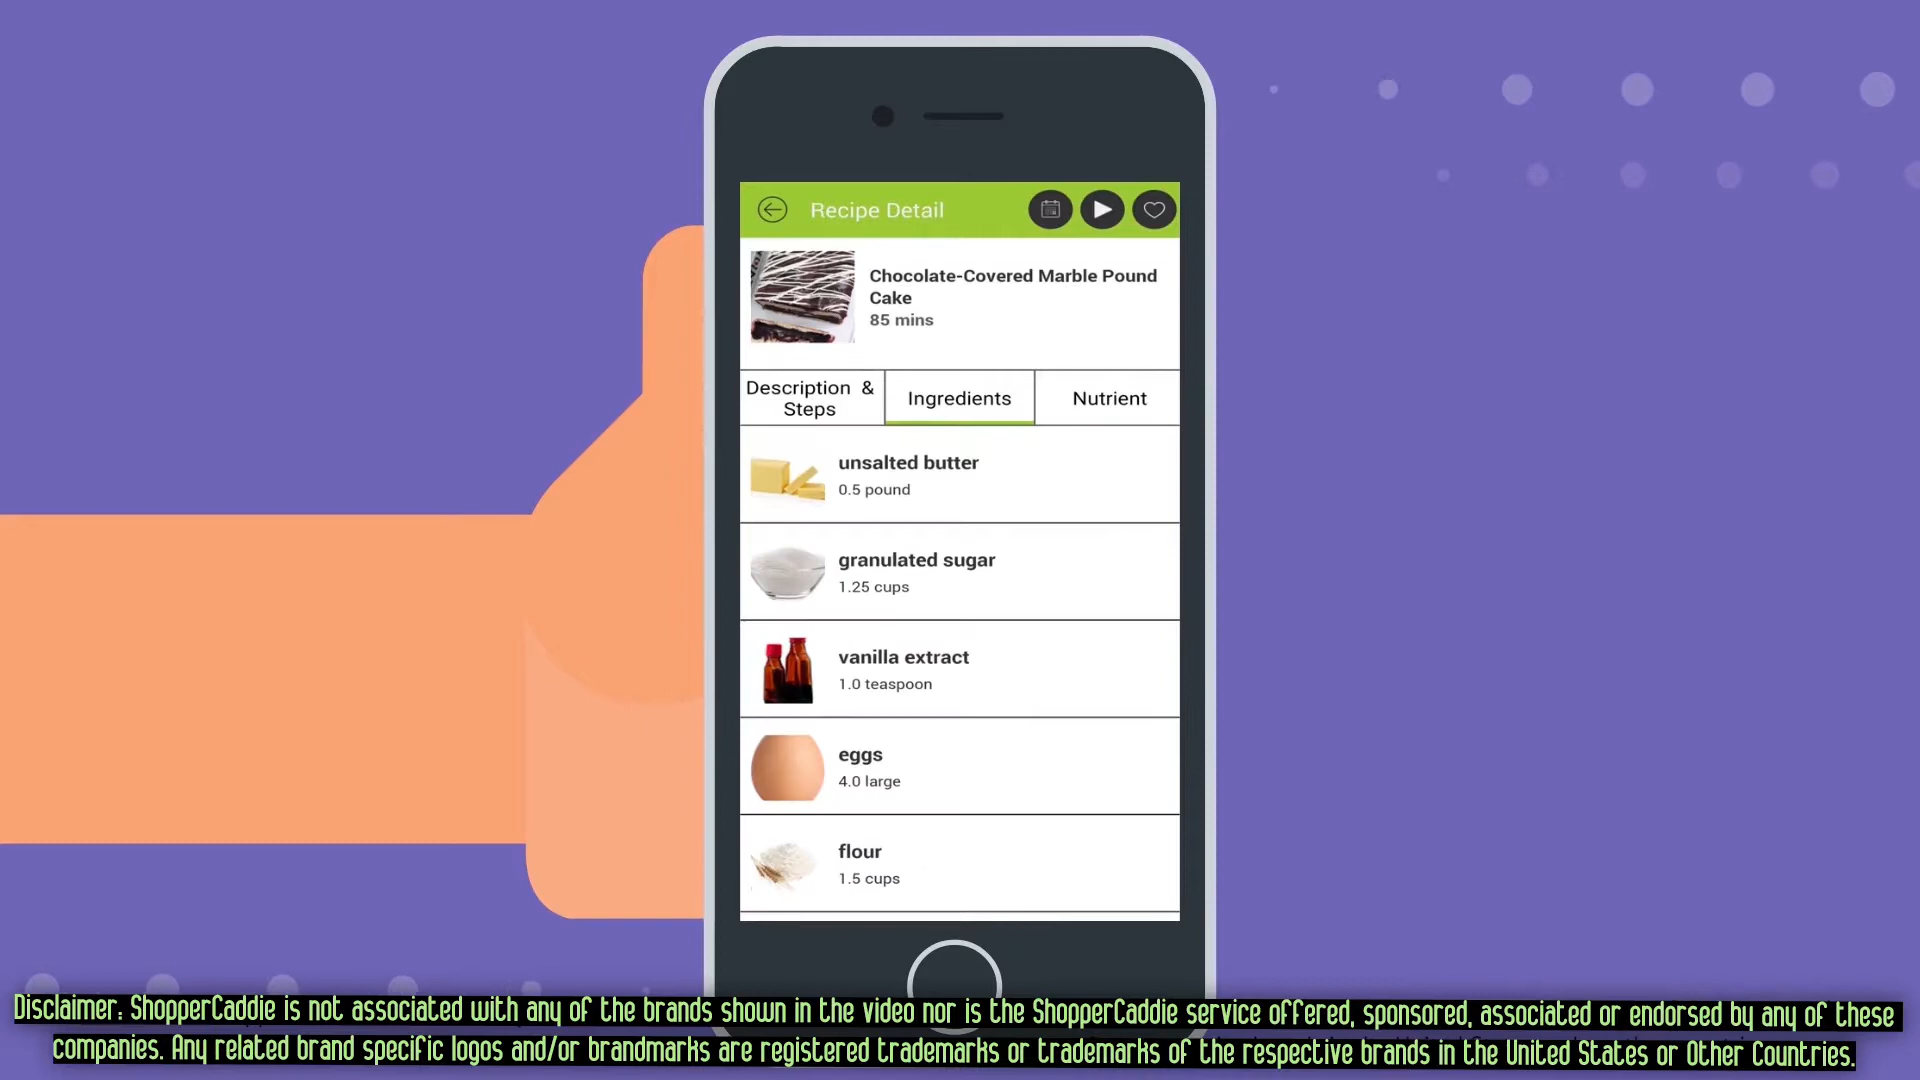 Recipe Detail
Chocolate-Covered Marble Pound
Cake
85 mins
Description &
Steps
Ingredients
Nutrient
unsalted butter
0.5 pound
granulated sugar
1.25 cups
vanilla extract
1.0 teaspoon
eggs
4.0 large
flour
1.5 cups
Disclaimer: ShopperCaddie is not associated with any of the brands shown in the video nor is the ShopperCaddie service offered, sponsored, associated or endorsed by any of these
companies. Any related brand specific logos and/or brandmarks are registered trademarks or trademarks of the respective brands in the United States or Other Countries.